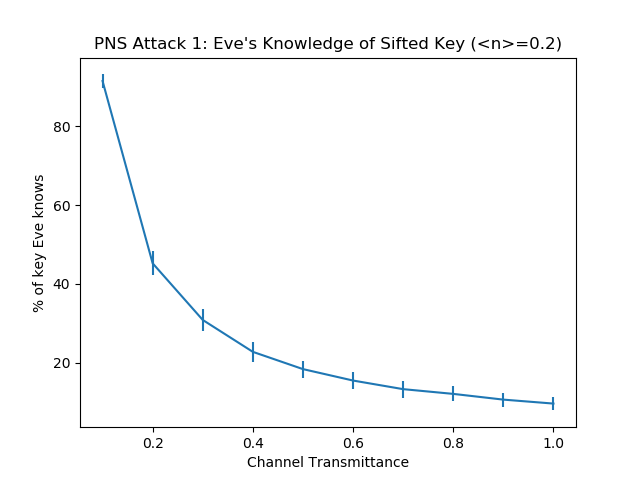 PNS Attack 1: Eve's Knowledge of Sifted Key (<n>=0.2)
% of key Eve knows
80
60
40
20
0.2 0.4 0.6 0.8 1.0
Channel Transmittance